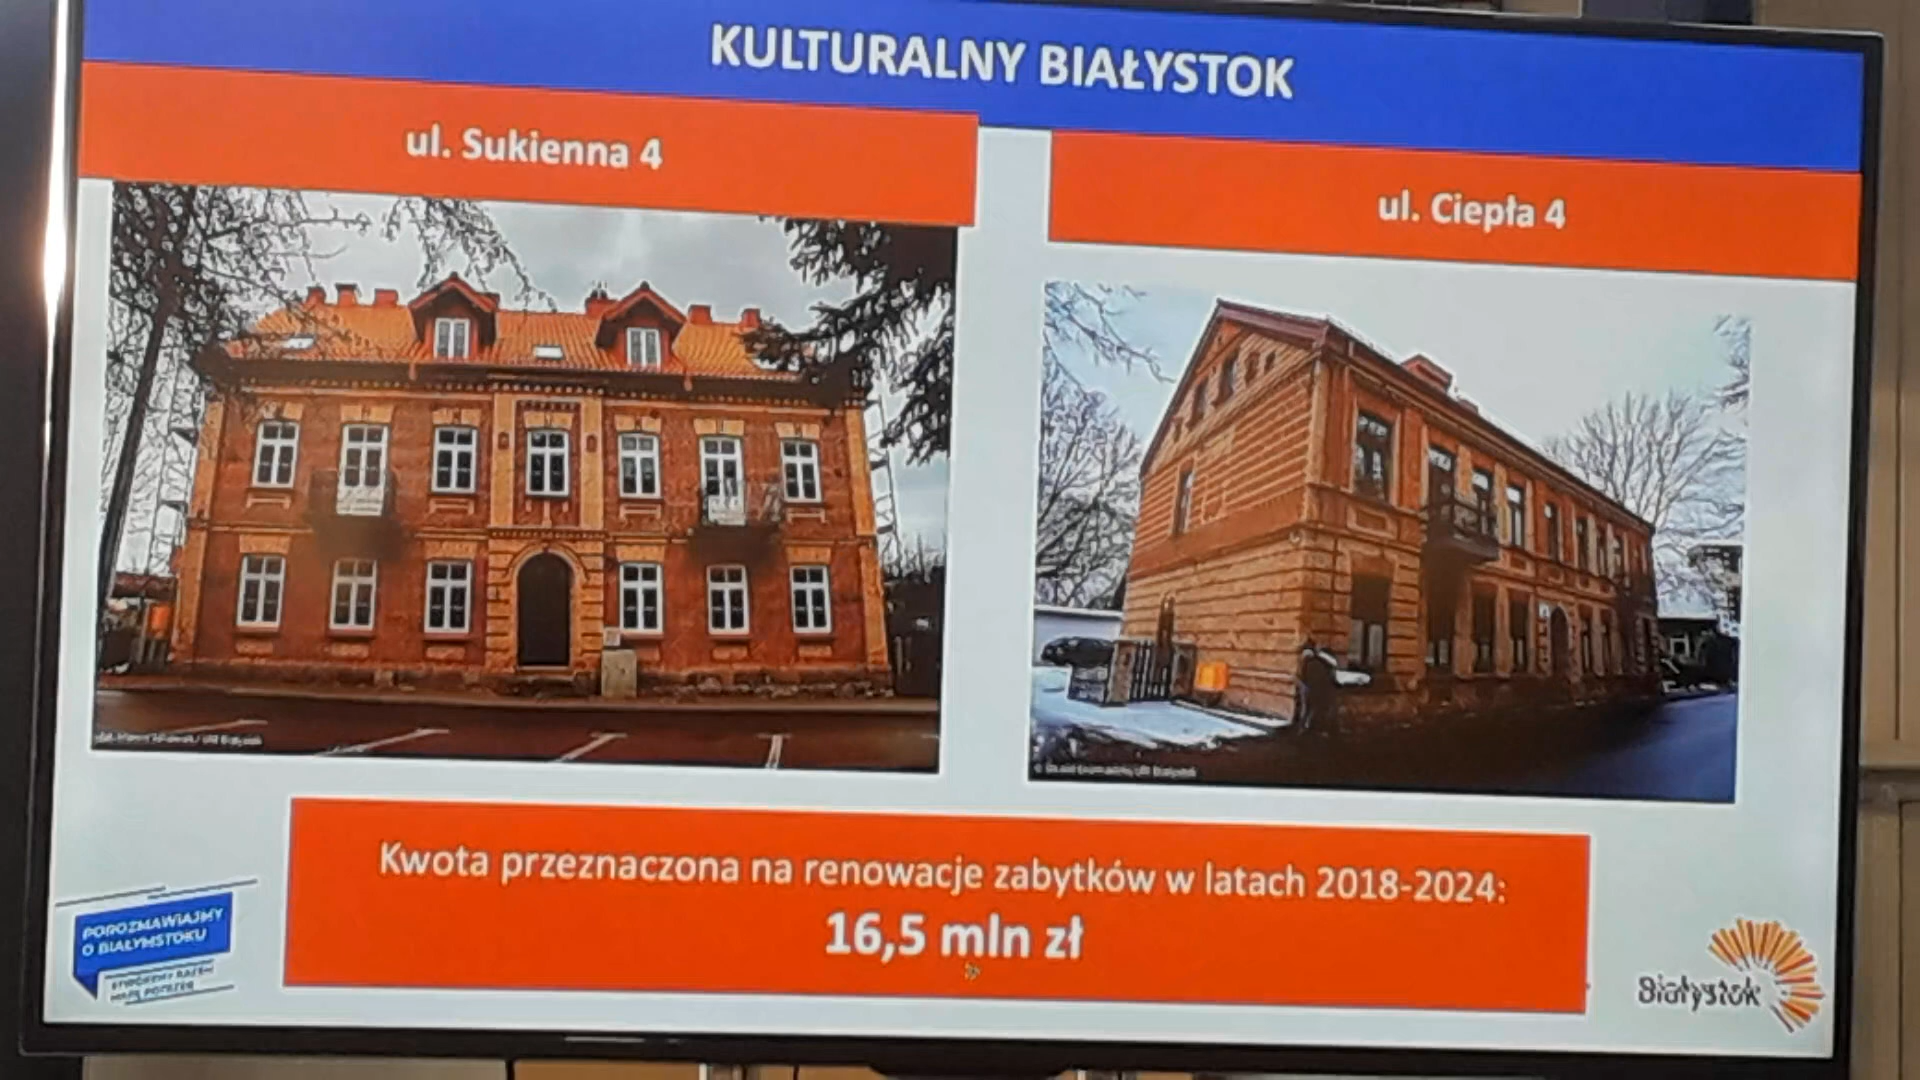 KULTURALNY BIAŁYSTOK
ul. Sukienna 4
ul. Ciepła 4
Kwota przeznaczona na renowacje zabytków w latach 2018-2024:
16,5 mln zł
POROZMAWIAJMY
O BIAŁYMSTOKU
Białystok